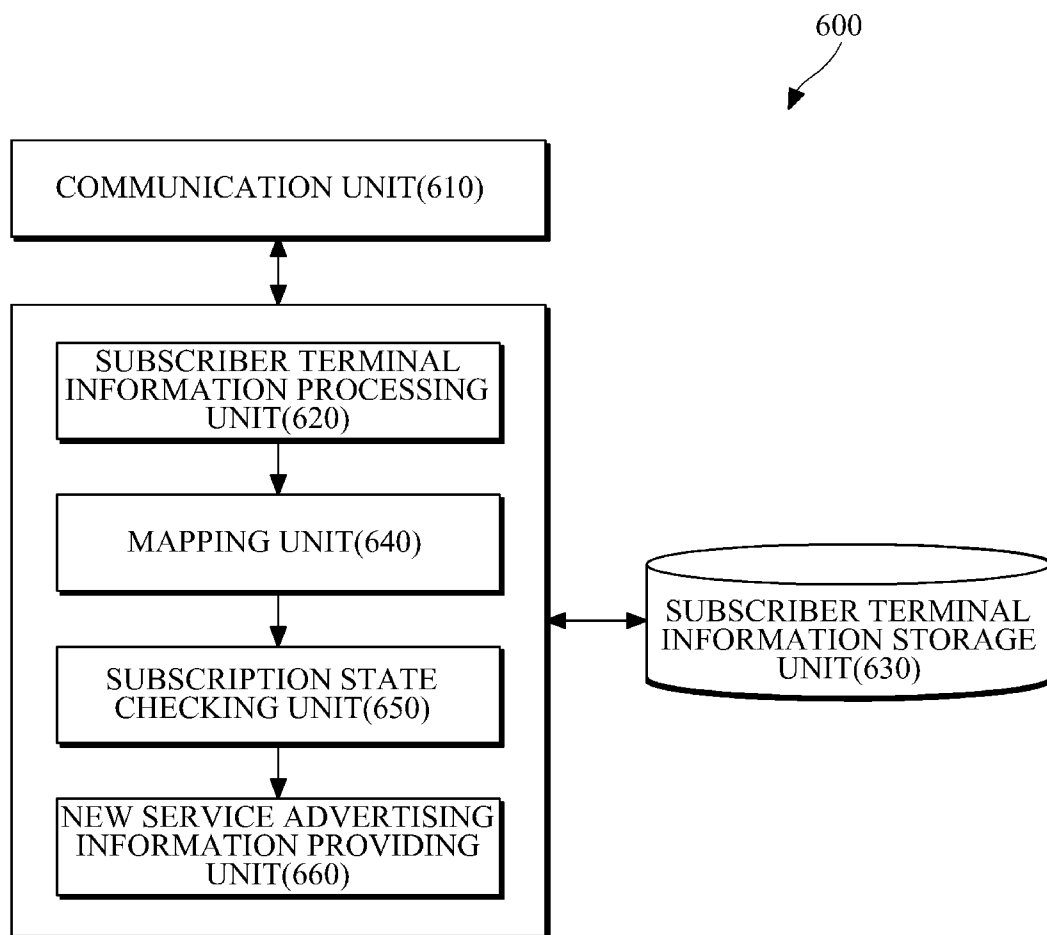 600
COMMUNICATION UNIT(610)
SUBSCRIBER TERMINAL
INFORMATION PROCESSING
UNIT(620)
MAPPING UNIT(640)
SUBSCRIPTION STATE
CHECKING UNIT(650)
NEW SERVICE ADVERTISING
INFORMATION PROVIDING
UNIT(660)
SUBSCRIBER TERMINAL
INFORMATION STORAGE
UNIT(630)